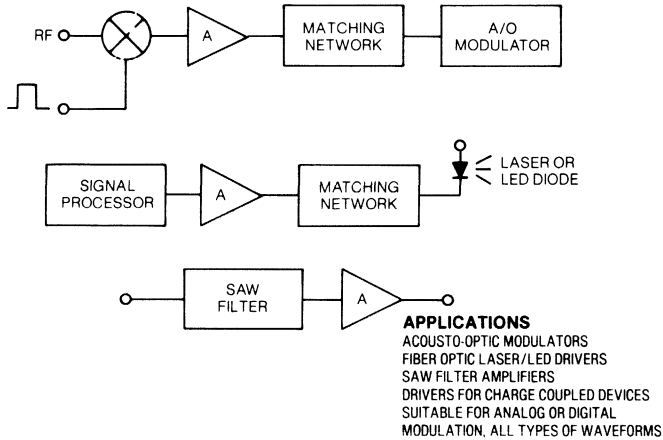 RF
A
MATCHING
NETWORK
A/O
MODULATOR
SIGNAL
PROCESSOR
A
MATCHING
NETWORK
LASER OR
LED DIODE
SAW
FILTER
A
APPLICATIONS
ACOUSTO-OPTIC MODULATORS
FIBER OPTIC LASER/LED DRIVERS
SAW FILTER AMPLIFIERS
DRIVERS FOR CHARGE COUPLED DEVICES
SUITABLE FOR ANALOG OR DIGITAL
MODULATION, ALL TYPES OF WAVEFORMS